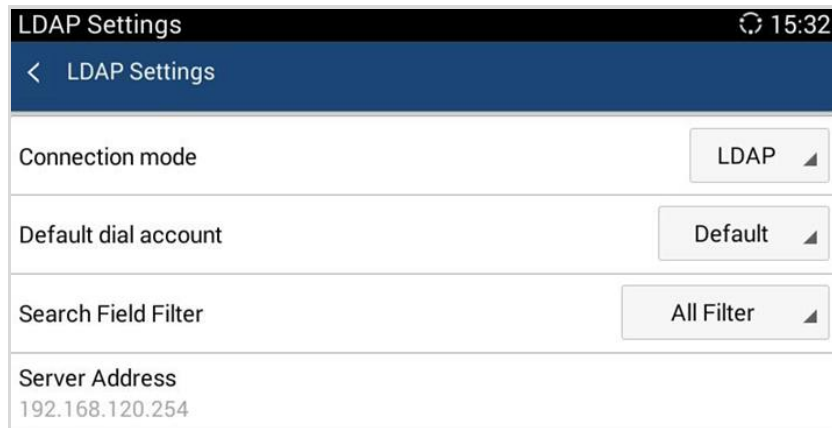 LDAP Settings 15:32
< LDAP Settings
Connection mode LDAP
Default dial account Default
Search Field Filter All Filter
Server Address
192.168.120.254